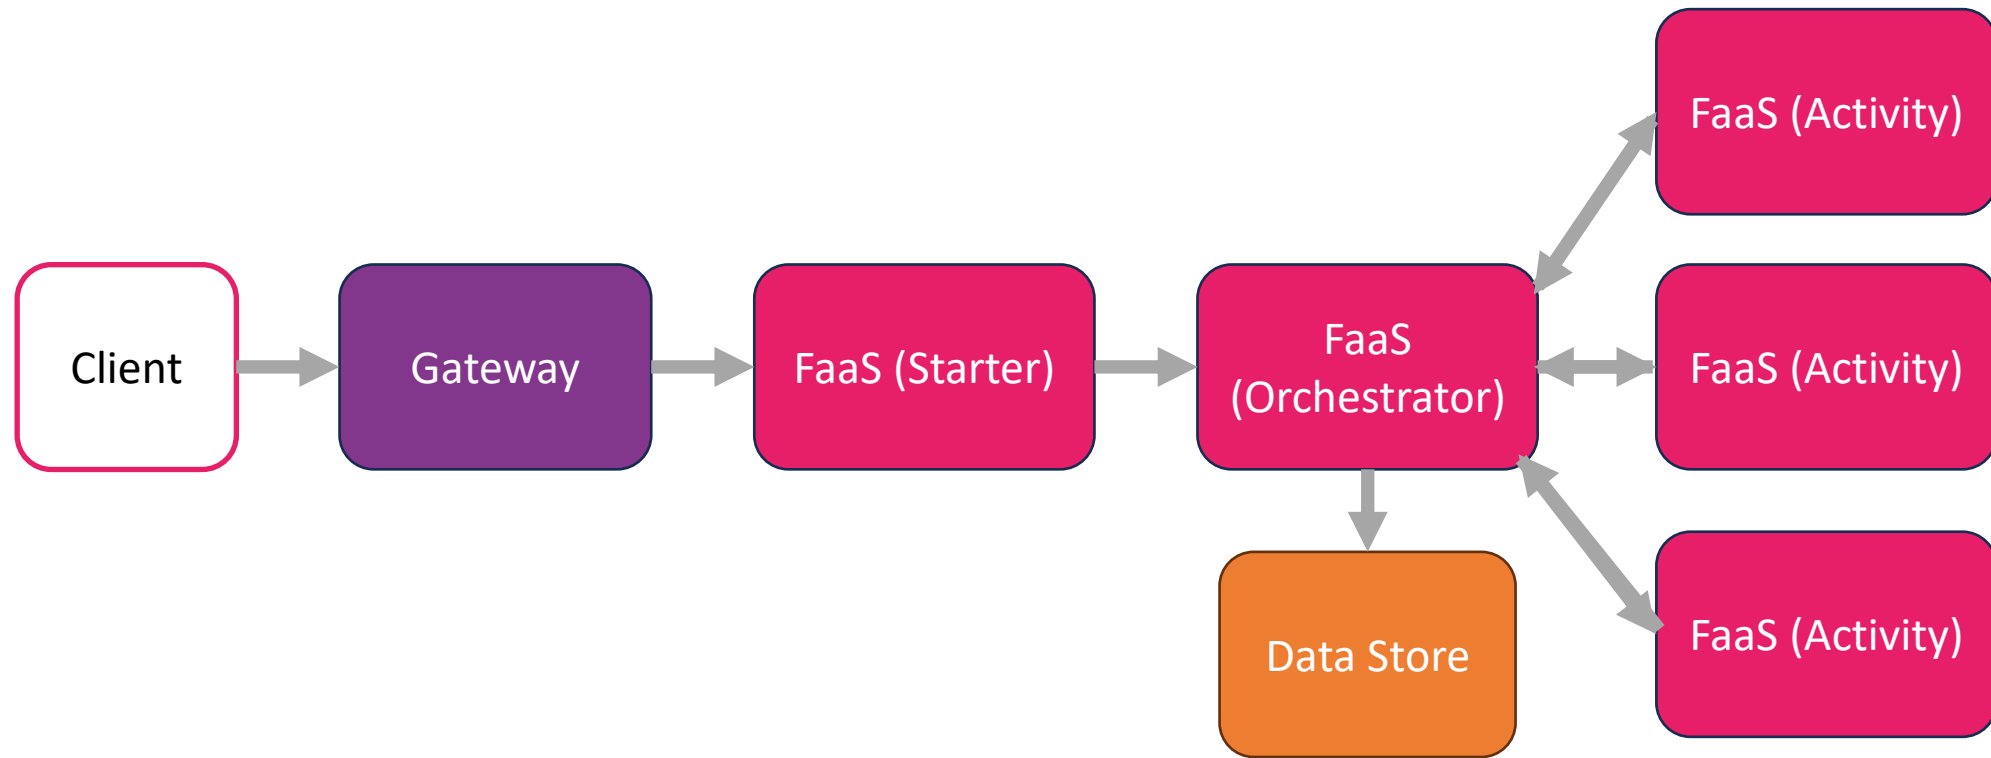 Client
Gateway
FaaS (Starter)
FaaS
(Orchestrator)
FaaS (Activity)
FaaS (Activity)
FaaS (Activity)
Data Store